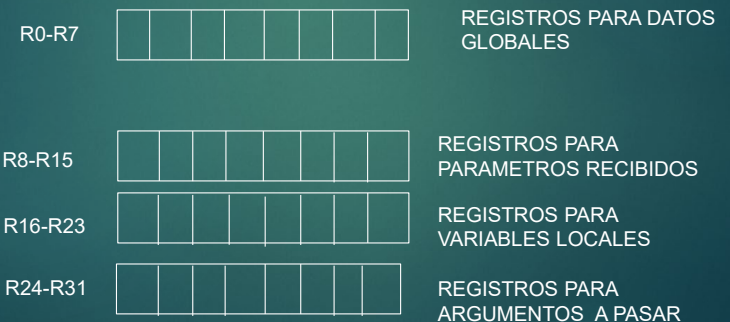 R0-R7
REGISTROS PARA DATOS
GLOBALES
R8-R15
REGISTROS PARA
PARAMETROS RECIBIDOS
R16-R23
REGISTROS PARA
VARIABLES LOCALES
R24-R31
REGISTROS PARA
ARGUMENTOS A PASAR